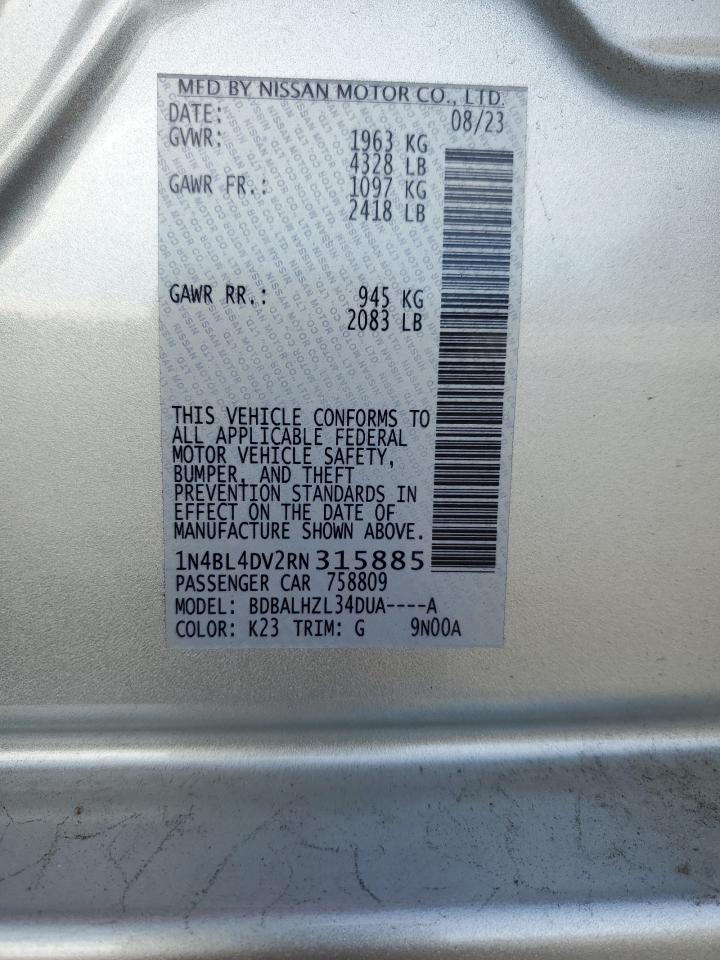 MFD BY NISSAN MOTOR CO., LTD.
DATE: 08/23
GVWR: 1963 KG
4328 LB
GAWR FR.: 1097 KG
2418 LB
GAWR RR.: 945 KG
2083 LB
THIS VEHICLE CONFORMS TO
ALL APPLICABLE FEDERAL
MOTOR VEHICLE SAFETY,
BUMPER, AND THEFT
PREVENTION STANDARDS IN
EFFECT ON THE DATE OF
MANUFACTURE SHOWN ABOVE.
1N4BL4DV2RN315885
PASSENGER CAR 758809
MODEL: BDBALHZL34DUA----A
COLOR: K23 TRIM: G 9N00A